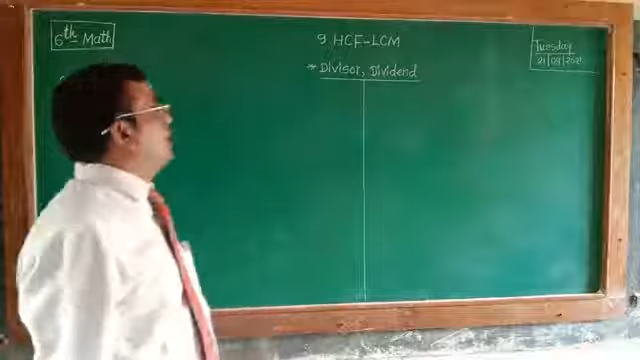 6th Math
9. HCF-LCM
Tuesday
21/09/2021
* Divisor, Dividend